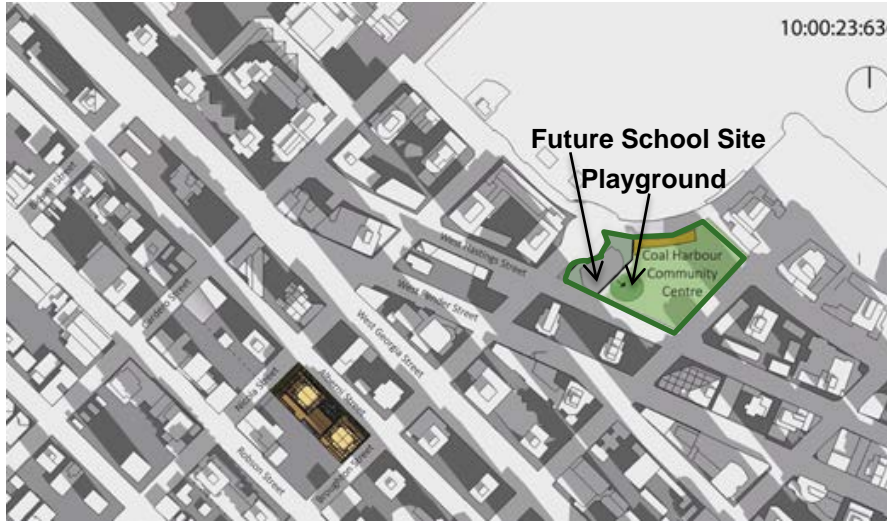 10:00:23:63
Future School Site
Playground
Coal Harbour
Community
Centre
West Hastings Street
West Pender Street
West Georgia Street
Cardero Street
Alberni Street
Nicola Street
Robson Street
Broughton Street